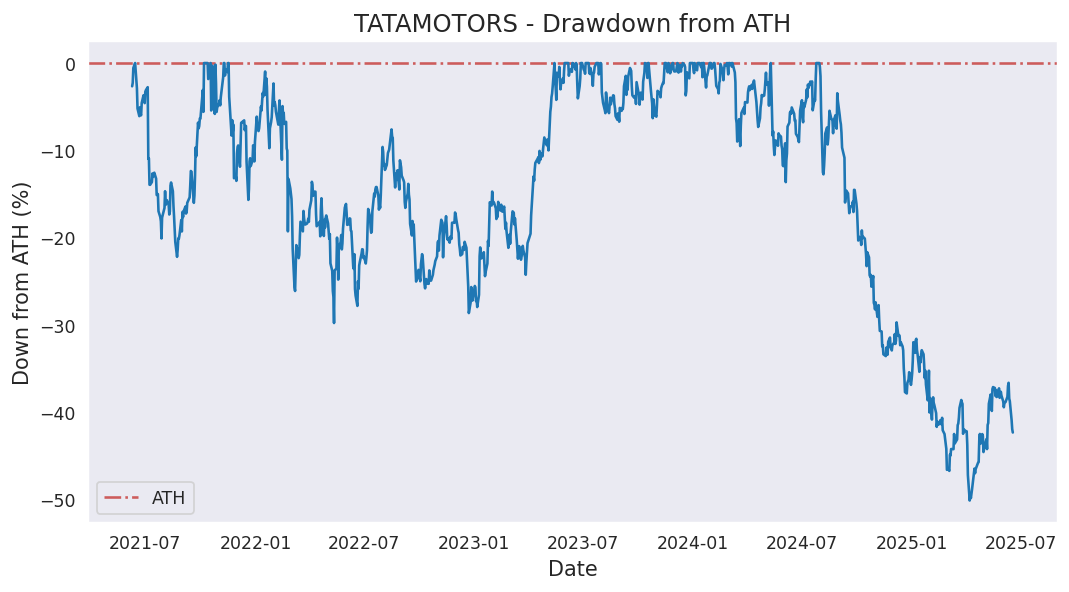 TATAMOTORS - Drawdown from ATH
Down from ATH (%)
0
−10
−20
−30
−40
−50
ATH
2021-07 2022-01 2022-07 2023-01 2023-07 2024-01 2024-07 2025-01 2025-07
Date